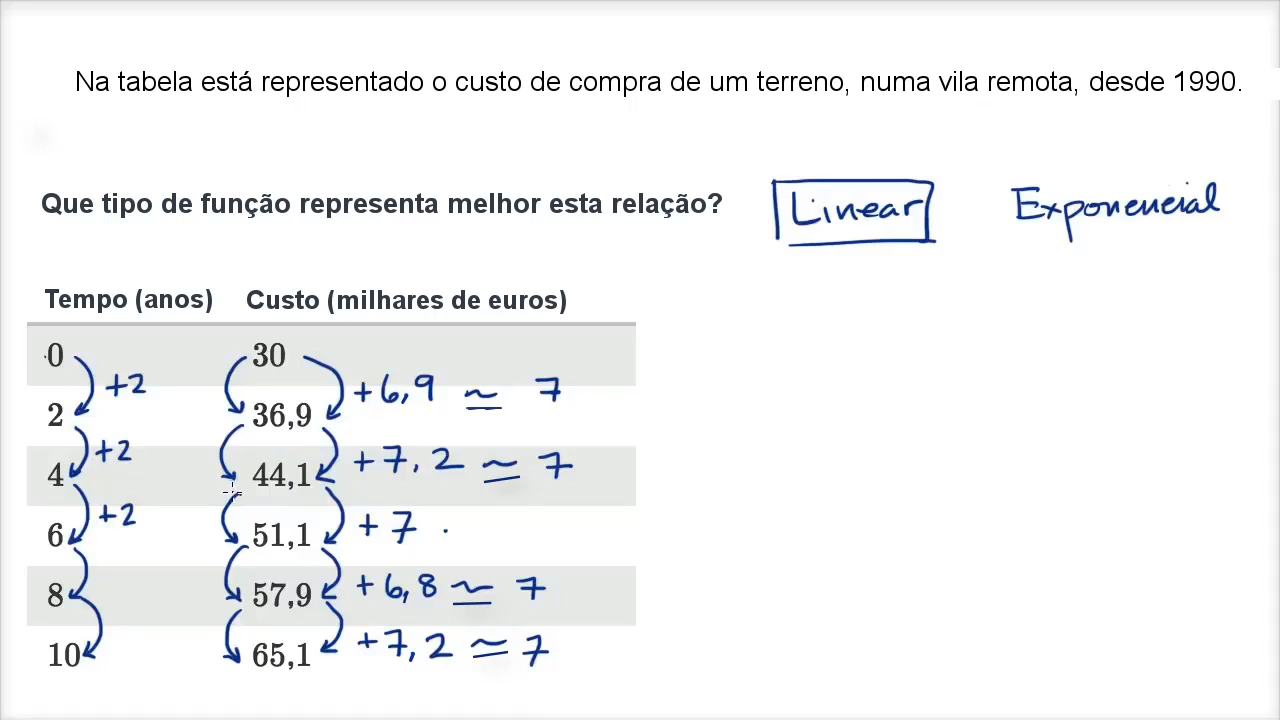 Na tabela está representado o custo de compra de um terreno, numa vila remota, desde 1990.
Que tipo de função representa melhor esta relação? Linear Exponencial
Tempo (anos) Custo (milhares de euros)
0 30
+2 +6,9 ≃ 7
2 36,9
+2 +7,2 ≃ 7
4 44,1
+2 +7
6 51,1
+6,8 ≃ 7
8 57,9
+7,2 ≃ 7
10 65,1